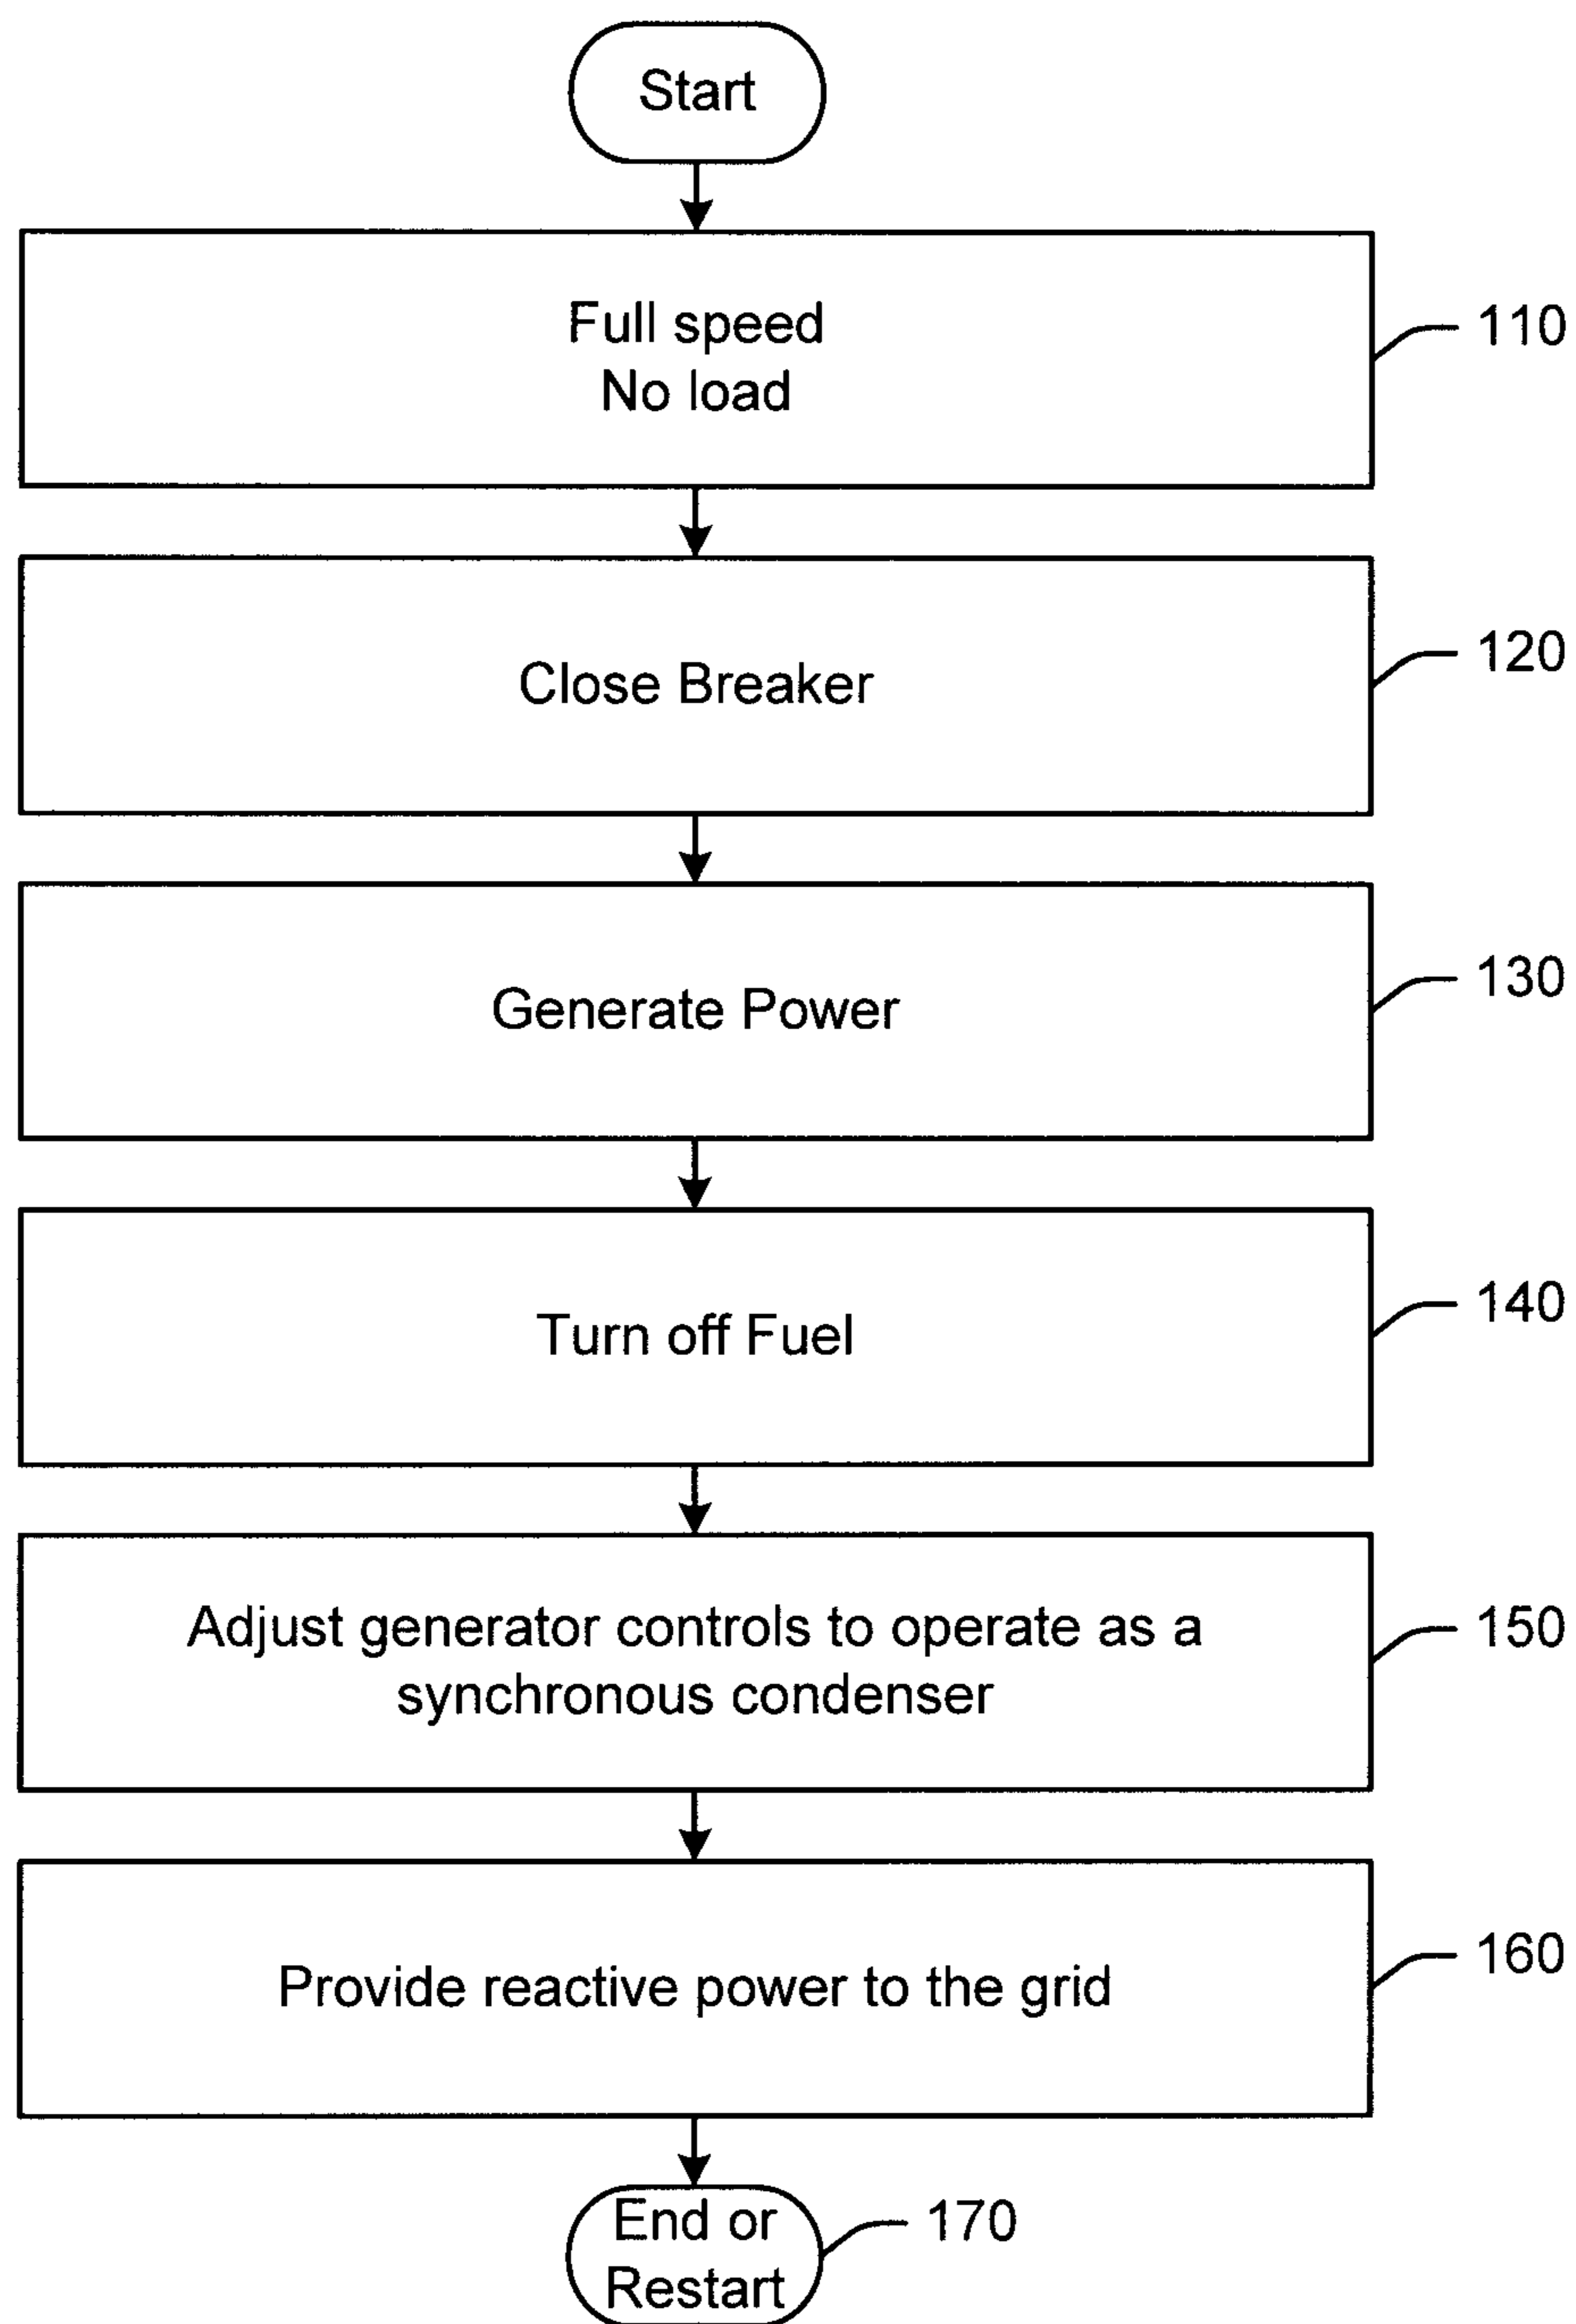 Start
Full speed
No load
110
Close Breaker
120
Generate Power
130
Turn off Fuel
140
Adjust generator controls to operate as a
synchronous condenser
150
Provide reactive power to the grid
160
End or
Restart
170